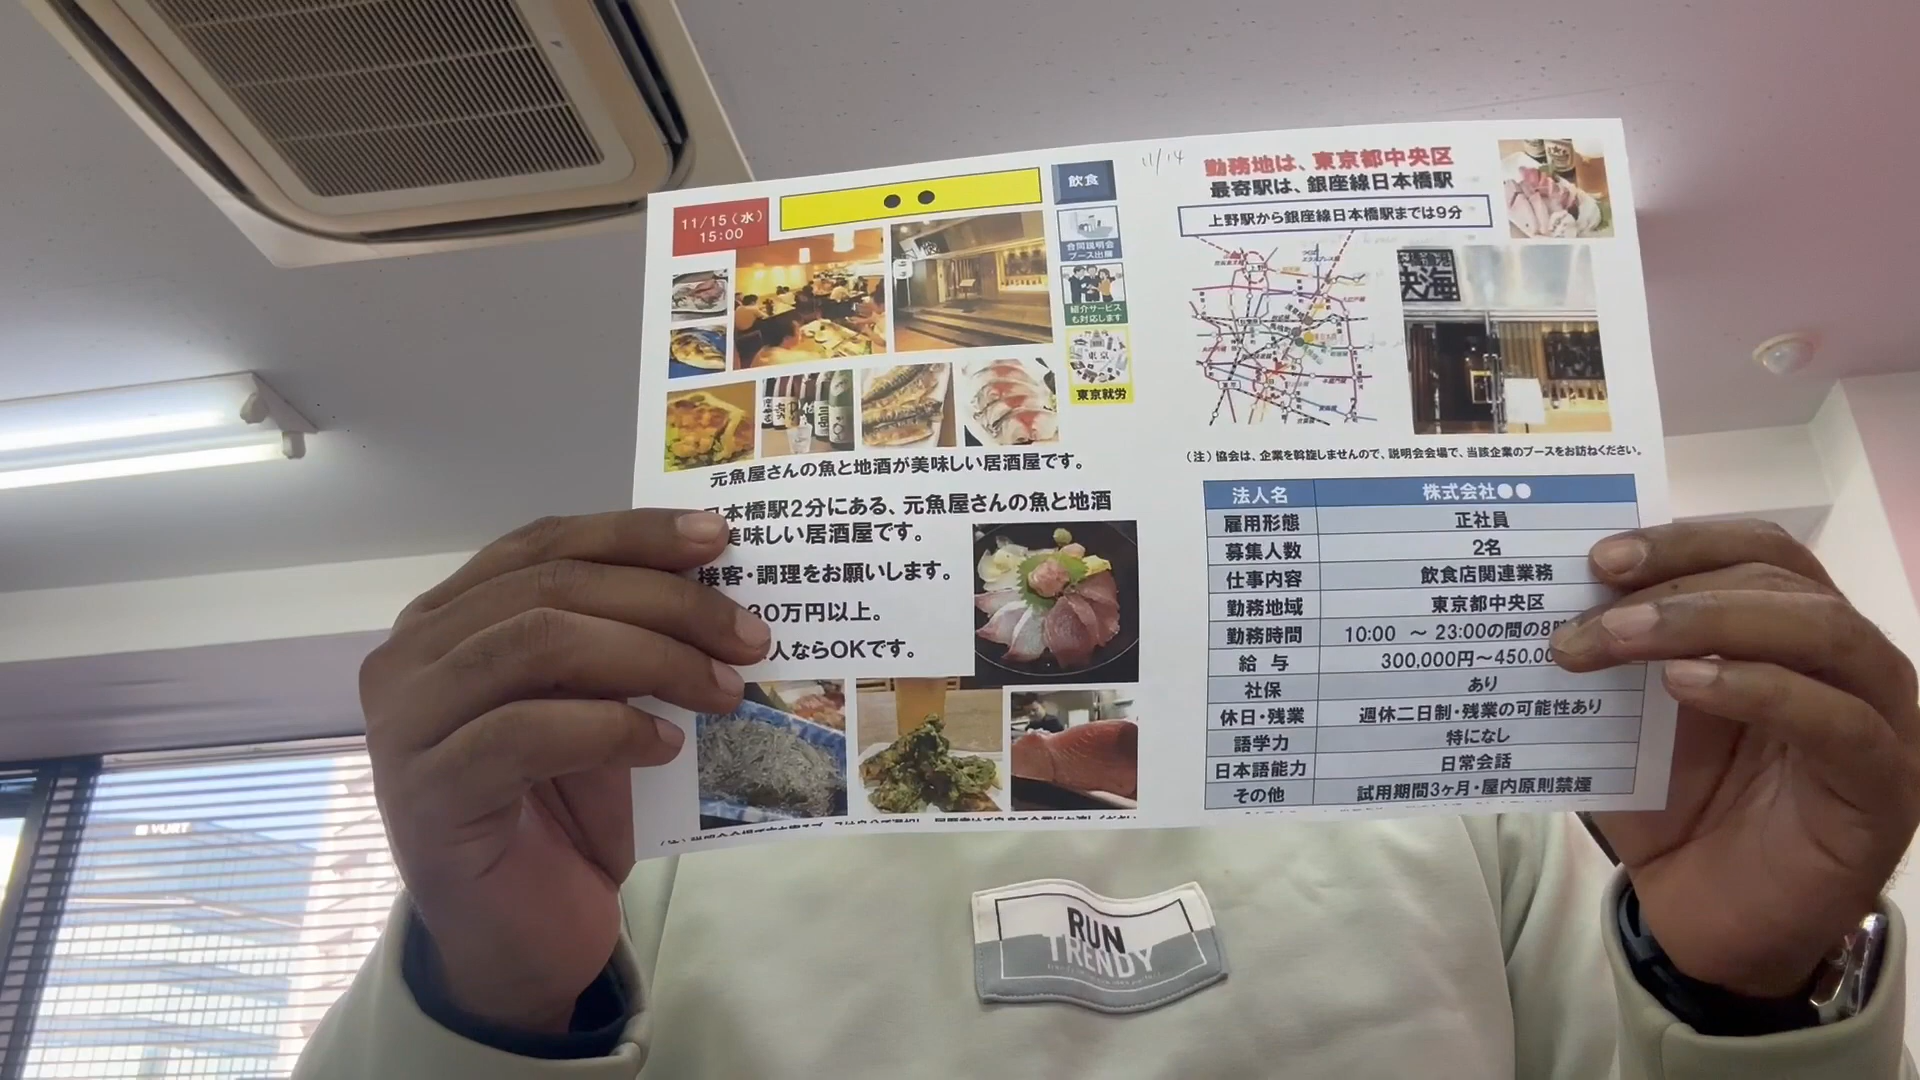 11/15(水)
15:00
●●
飲食
合同説明会
ブース出展
紹介サービス
も対応します
東京
東京就労
元魚屋さんの魚と地酒が美味しい居酒屋です。
本橋駅2分にある、元魚屋さんの魚と地酒
美味しい居酒屋です。
接客・調理をお願いします。
30万円以上。
人ならOKです。
11/14
勤務地は、東京都中央区
最寄駅は、銀座線日本橋駅
上野駅から銀座線日本橋駅までは9分
(注)協会は、企業を斡旋しませんので、説明会会場で、当該企業のブースをお訪ねください。
法人名 株式会社●●
雇用形態 正社員
募集人数 2名
仕事内容 飲食店関連業務
勤務地域 東京都中央区
勤務時間 10:00 ～ 23:00の間の8
給 与 300,000円～450,00
社保 あり
休日・残業 週休二日制・残業の可能性あり
語学力 特になし
日本語能力 日常会話
その他 試用期間3ヶ月・屋内原則禁煙
RUN
TRENDY
VORT